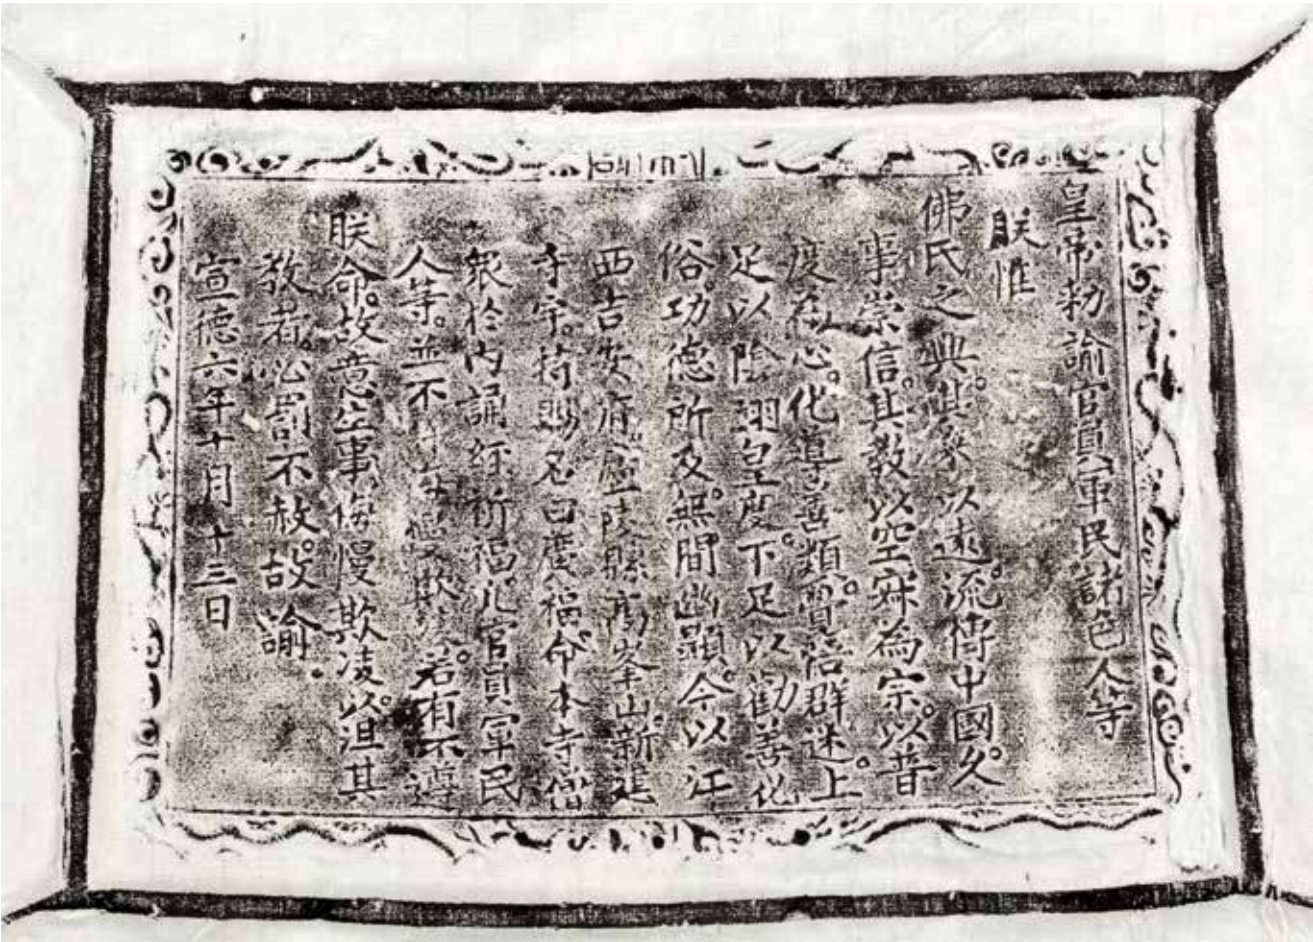 皇帝勅諭官員軍民諸色人等
朕惟
佛氏之興。其來以遠。流傳中國。久
事崇信。其教以空寂為宗。以普
度為心。化導善類。覺悟群迷。上
足以陰翊皇度。下足以勸善化
俗。功德所及。無間幽顯。今以江
西吉安府廬陵縣高峯山。新建
寺宇。特賜名曰廣福。命本寺僧
衆於內誦經祈福。凡官員軍民
人等。並不許侮慢欺。若有不遵
朕命。故意生事。侮慢欺凌。以沮其
教者。必罰不赦。故諭
宣德六年十月十三日